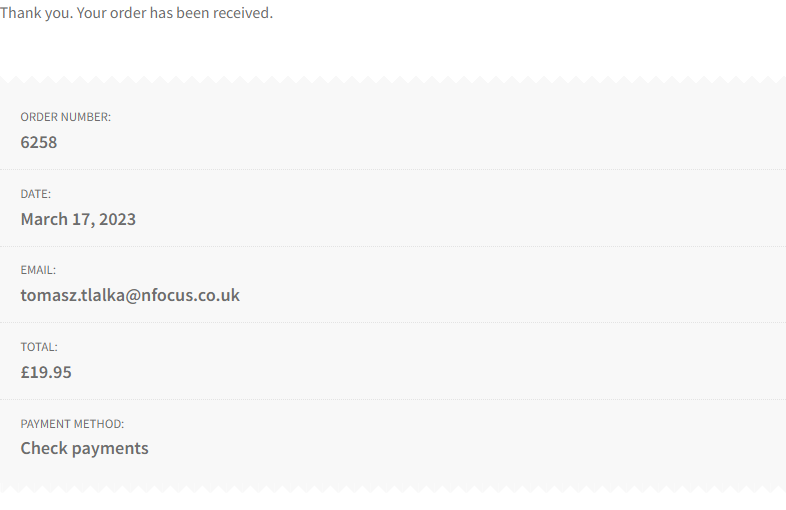 Thank you. Your order has been received.
ORDER NUMBER:
6258
DATE:
March 17, 2023
EMAIL:
tomasz.tlalka@nfocus.co.uk
TOTAL:
£19.95
PAYMENT METHOD:
Check payments